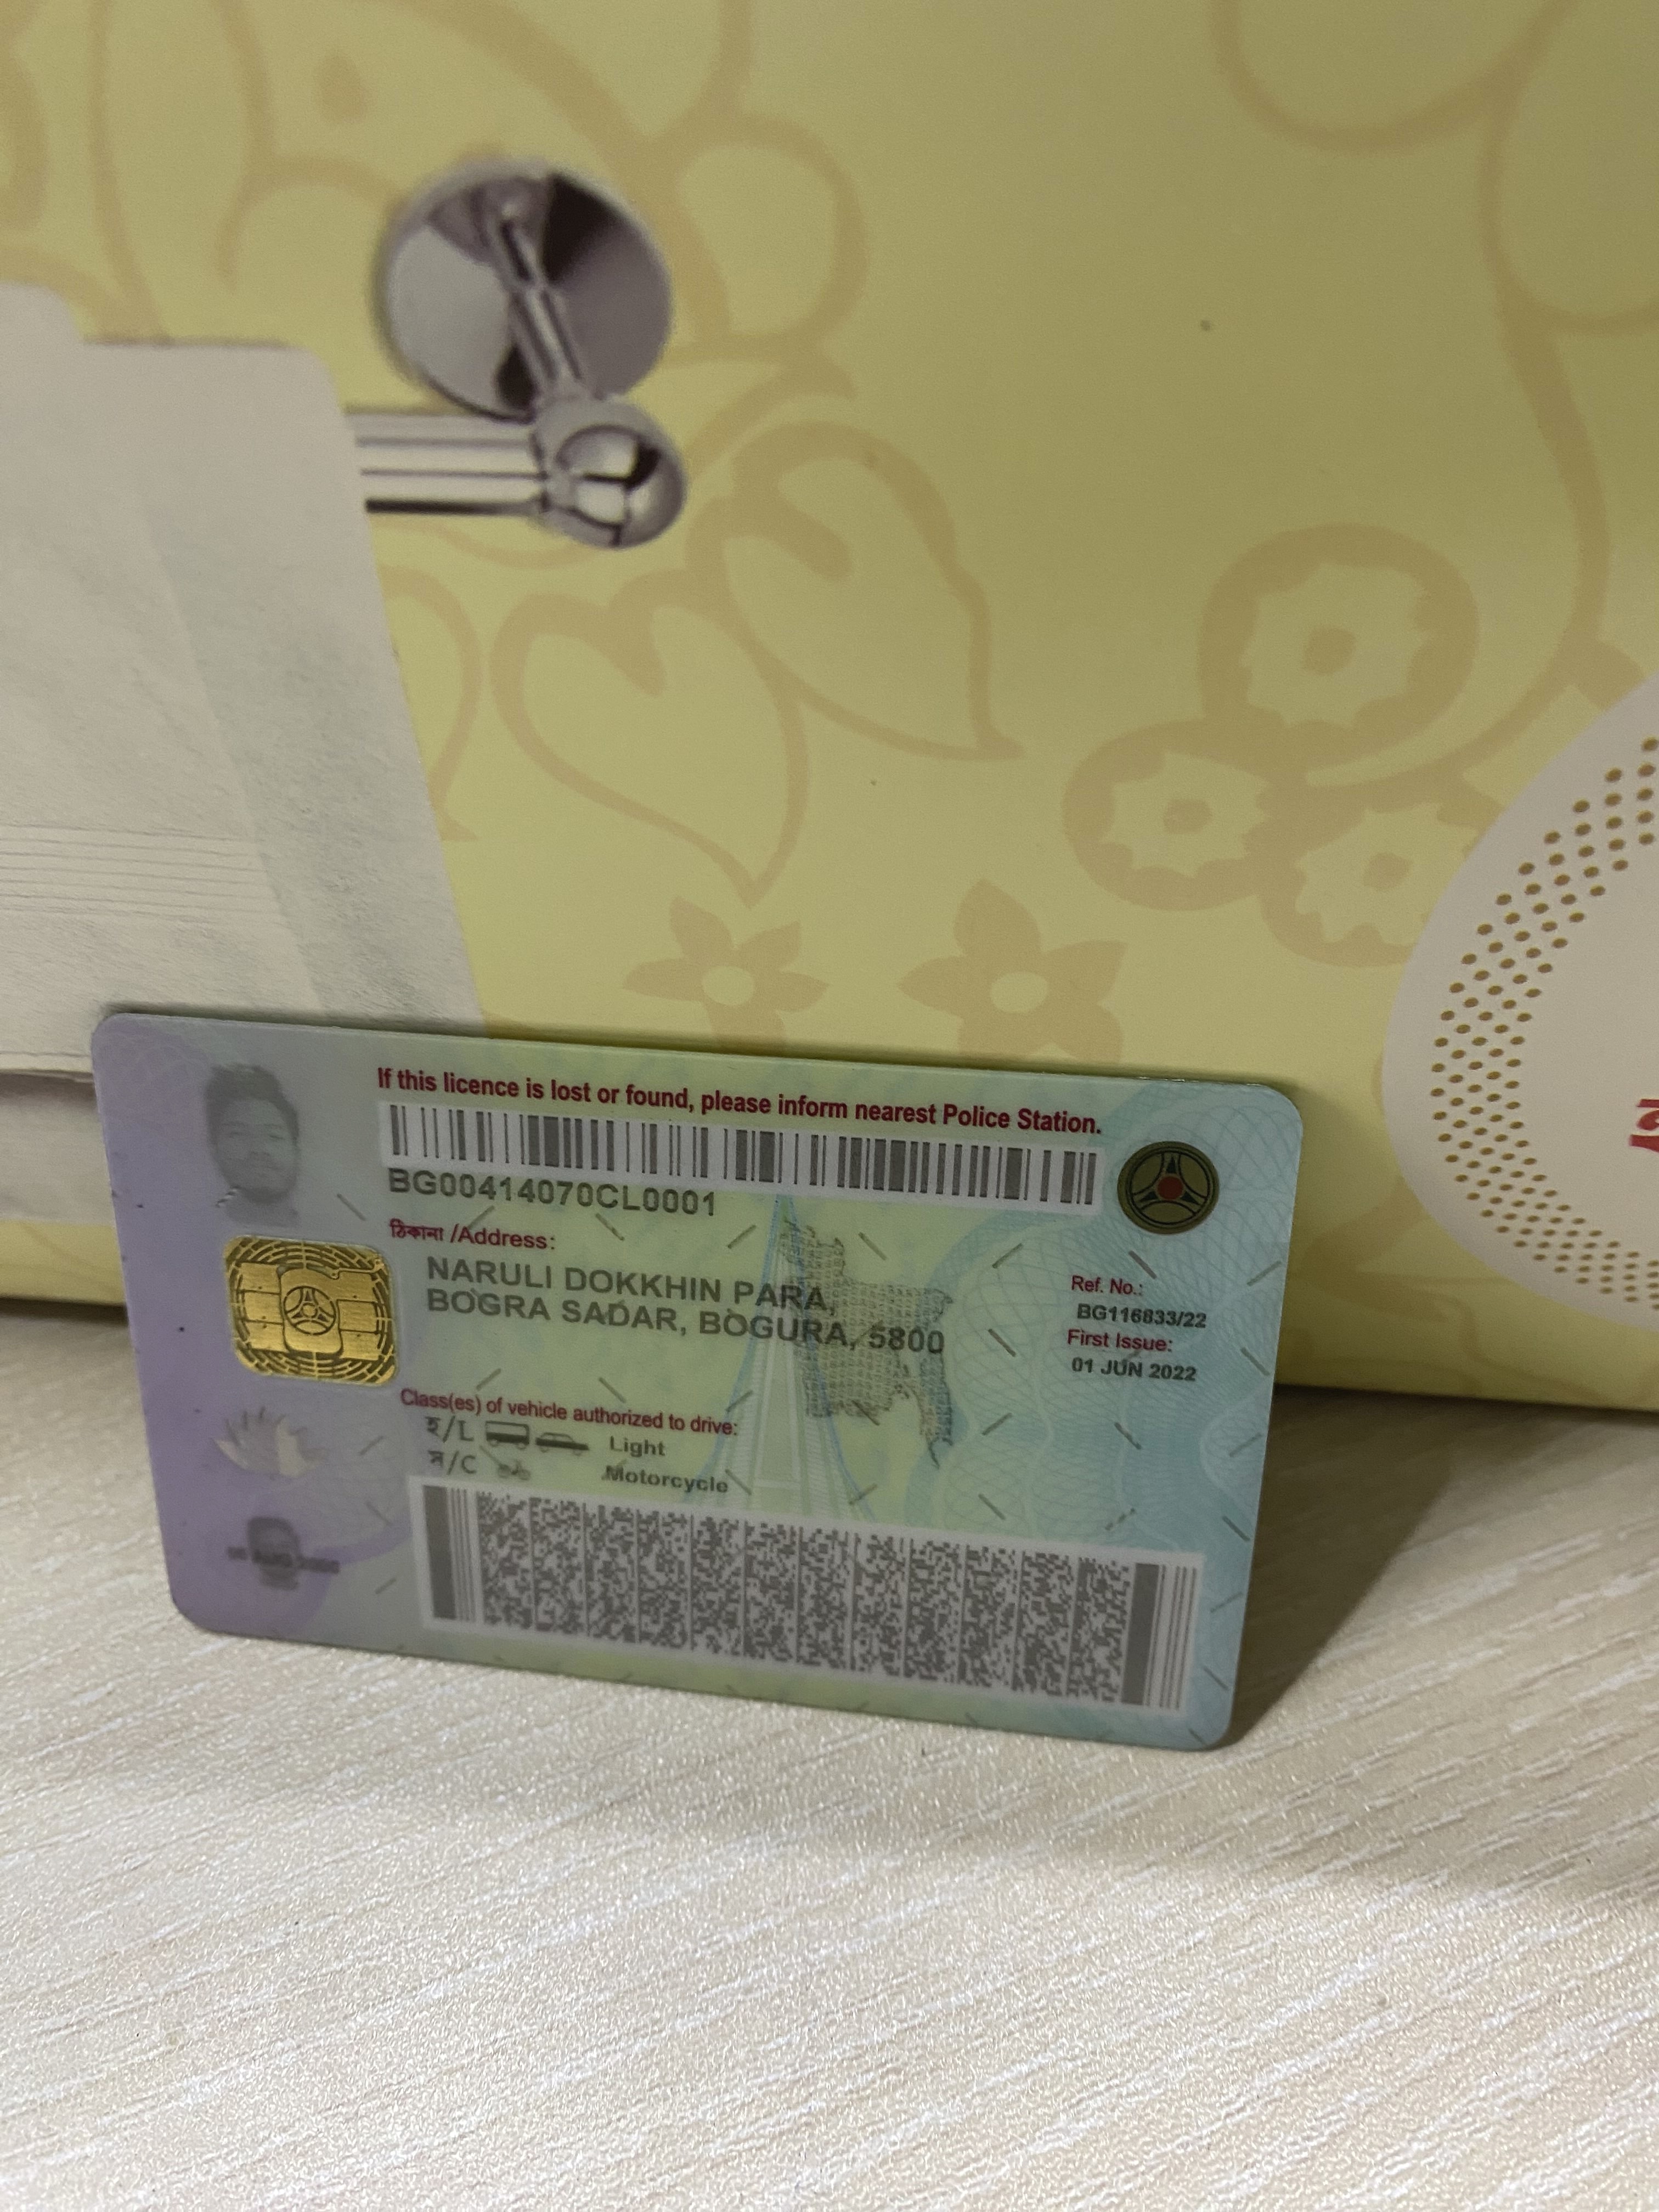 If this licence is lost or found, please inform nearest Police Station.
BG00414070CL0001
ঠিকানা /Address:
NARULI DOKKHIN PARA,
BOGRA SADAR, BOGURA, 5800
Ref. No.:
BG116833/22
First Issue:
01 JUN 2022
Class(es) of vehicle authorized to drive:
হ/L Light
ম/C Motorcycle